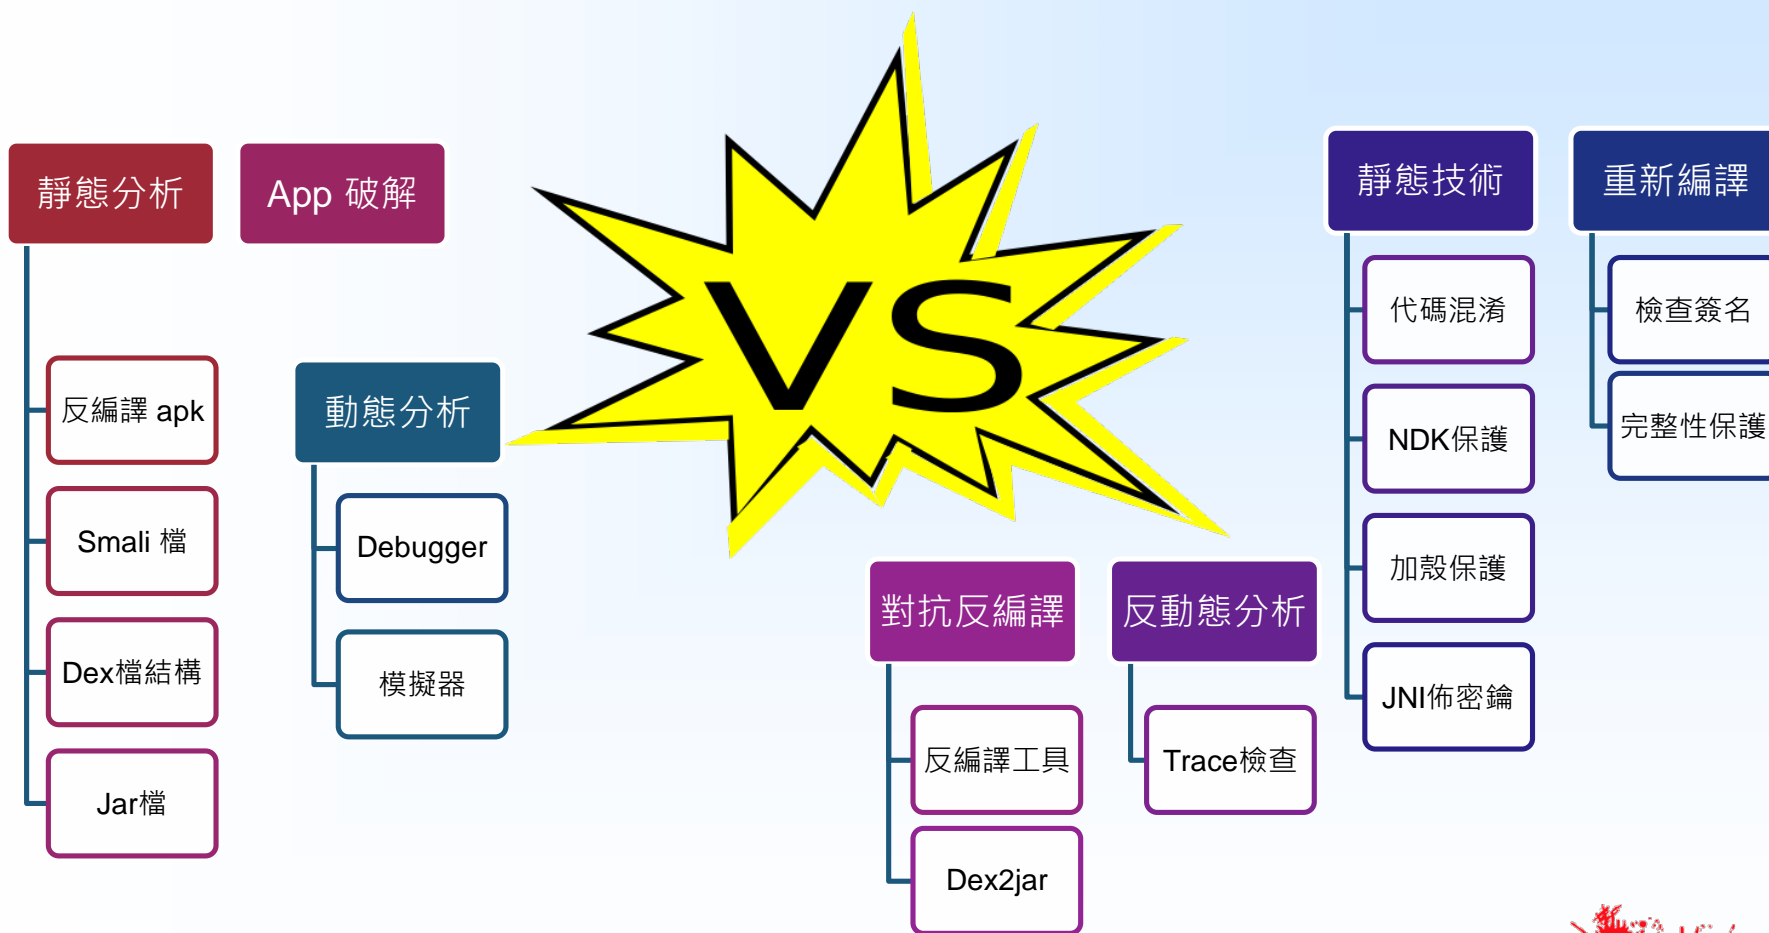 靜態分析
反編譯 apk
Smali 檔
Dex檔結構
Jar檔
App 破解
動態分析
Debugger
模擬器
VS
對抗反編譯
反編譯工具
Dex2jar
反動態分析
Trace檢查
靜態技術
代碼混淆
NDK保護
加殼保護
JNI佈密鑰
重新編譯
檢查簽名
完整性保護